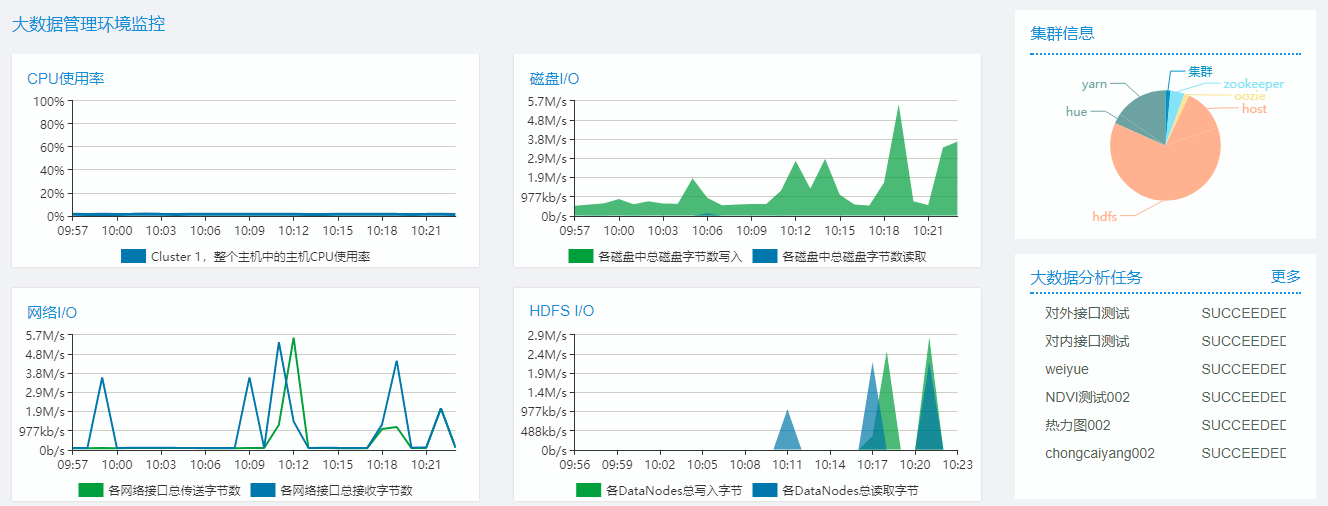 大数据管理环境监控
CPU使用率
100%
80%
60%
40%
20%
0%
09:57 10:00 10:03 10:06 10:09 10:12 10:15 10:18 10:21
Cluster 1，整个主机中的主机CPU使用率
磁盘I/O
5.7M/s
4.8M/s
3.8M/s
2.9M/s
1.9M/s
977kb/s
0b/s
09:57 10:00 10:03 10:06 10:09 10:12 10:15 10:18 10:21
各磁盘中总磁盘字节数写入 各磁盘中总磁盘字节数读取
网络I/O
5.7M/s
4.8M/s
3.8M/s
2.9M/s
1.9M/s
977kb/s
0b/s
09:57 10:00 10:03 10:06 10:09 10:12 10:15 10:18 10:21
各网络接口总传送字节数 各网络接口总接收字节数
HDFS I/O
2.9M/s
2.4M/s
1.9M/s
1.4M/s
977kb/s
488kb/s
0b/s
09:56 09:59 10:02 10:05 10:08 10:11 10:14 10:17 10:20 10:23
各DataNodes总写入字节 各DataNodes总读取字节
集群信息
集群
yarn
zookeeper
oozie
host
hue
hdfs
大数据分析任务 更多
对外接口测试 SUCCEEDED
对内接口测试 SUCCEEDED
weiyue SUCCEEDED
NDVI测试002 SUCCEEDED
热力图002 SUCCEEDED
chongcaiyang002 SUCCEEDED